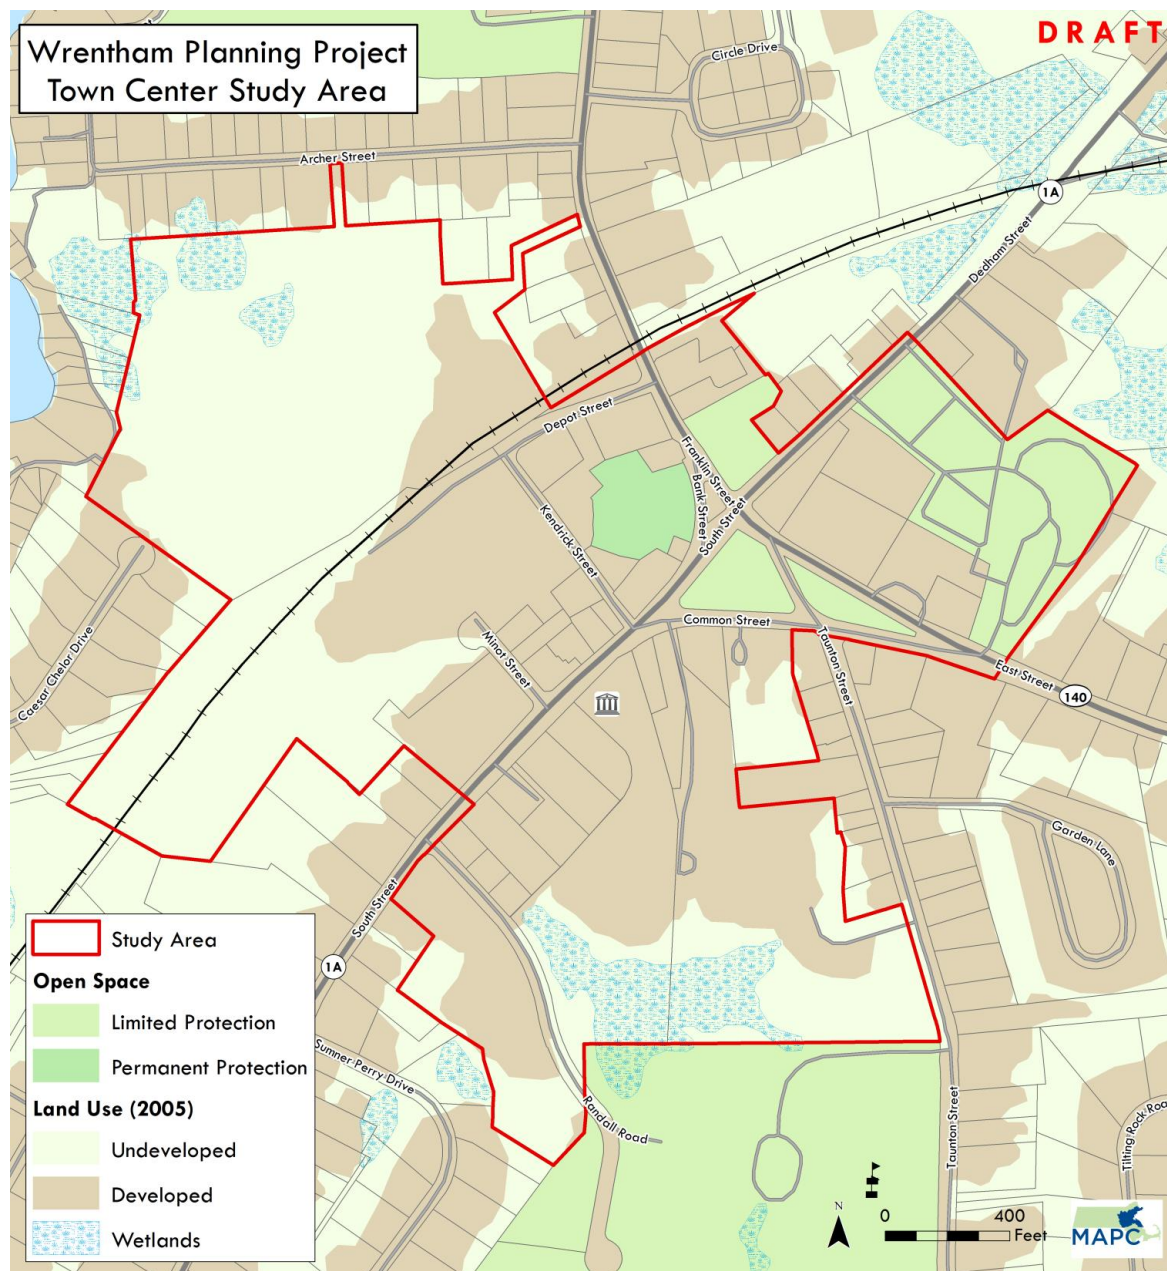 Wrentham Planning Project
Town Center Study Area
DRAFT
Circle Drive
Archer Street
1A
Dedham Street
Depot Street
Franklin Street
Bank Street
South Street
Kendrick Street
Common Street
Minot Street
Taunton Street
East Street
140
Caesar Chelor Drive
Garden Lane
South Street
1A
Sumner Perry Drive
Randall Road
Taunton Street
Tilting Rock Roa
Study Area
Open Space
Limited Protection
Permanent Protection
Land Use (2005)
Undeveloped
Developed
Wetlands
N
0 400
Feet
MAPC